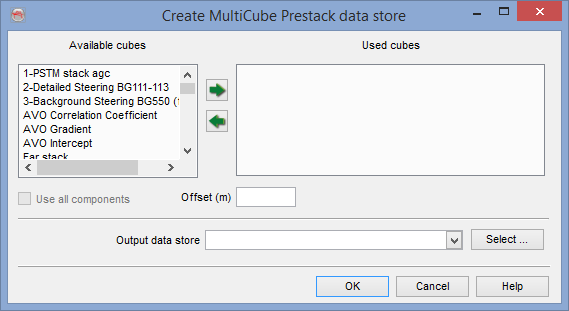 Create MultiCube Prestack data store
Available cubes
Used cubes
1-PSTM stack agc
2-Detailed Steering BG111-113
3-Background Steering BG550 (
AVO Correlation Coefficient
AVO Gradient
AVO Intercept
Far stack
Use all components
Offset (m)
Output data store
Select ...
OK
Cancel
Help